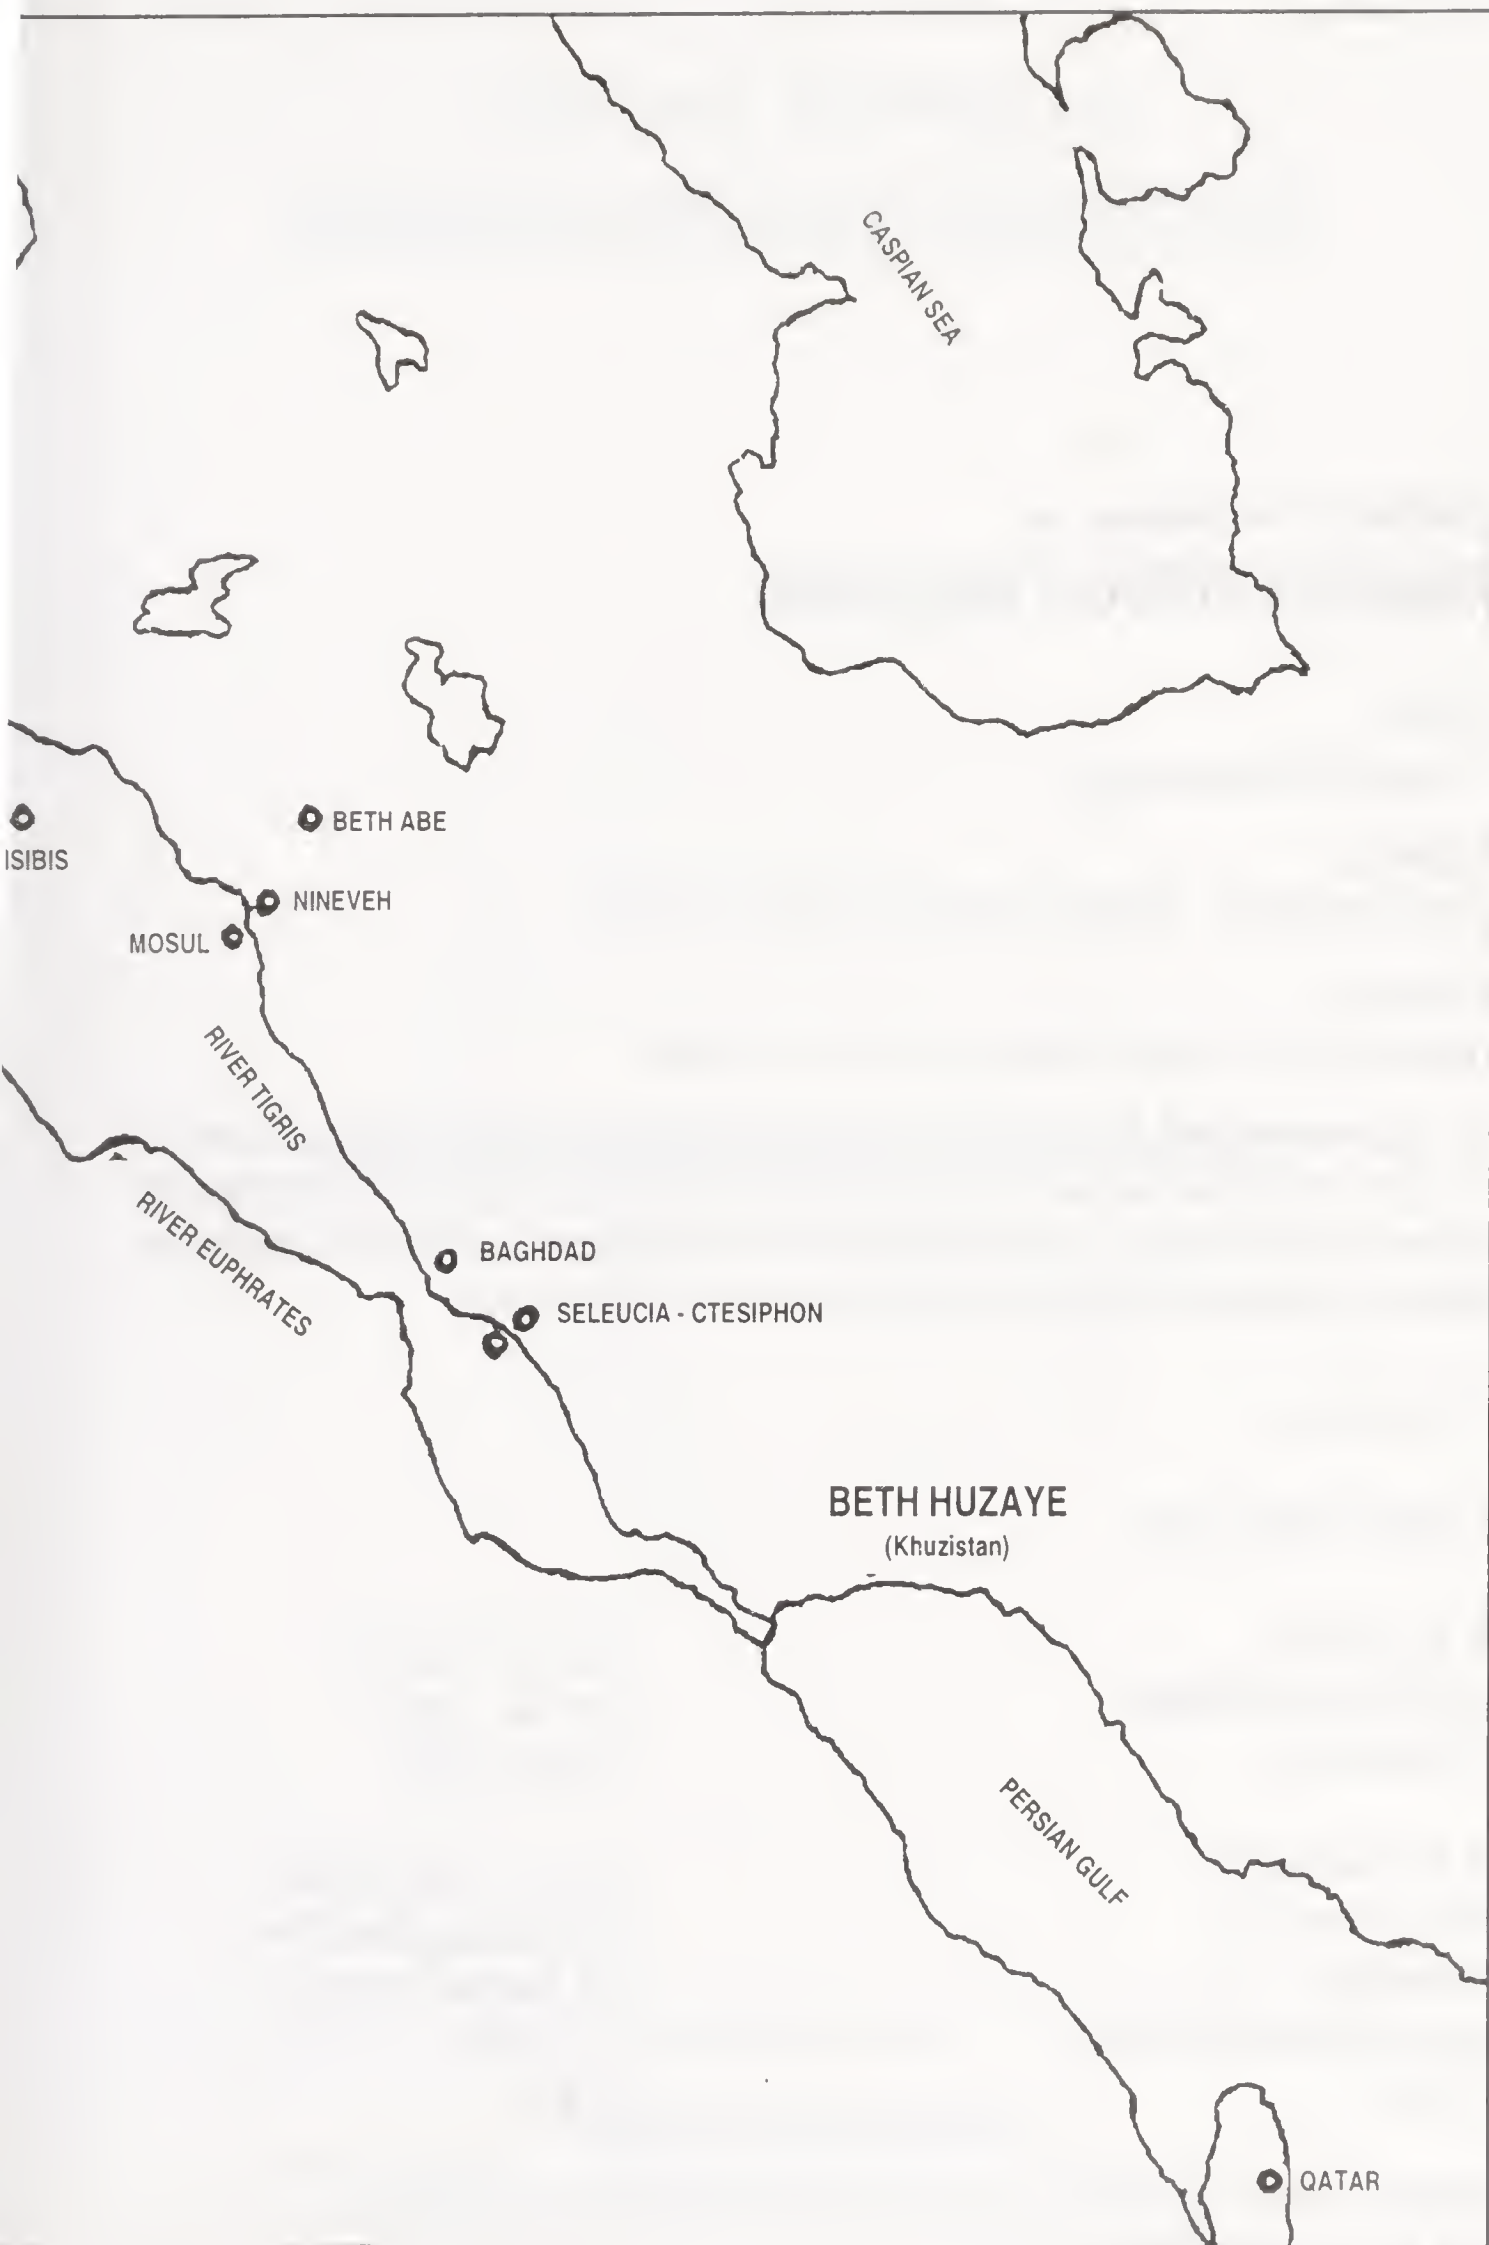 CASPIAN SEA
BETH ABE
ISIBIS
NINEVEH
MOSUL
RIVER TIGRIS
RIVER EUPHRATES
BAGHDAD
SELEUCIA - CTESIPHON
BETH HUZAYE
(Khuzistan)
PERSIAN GULF
QATAR